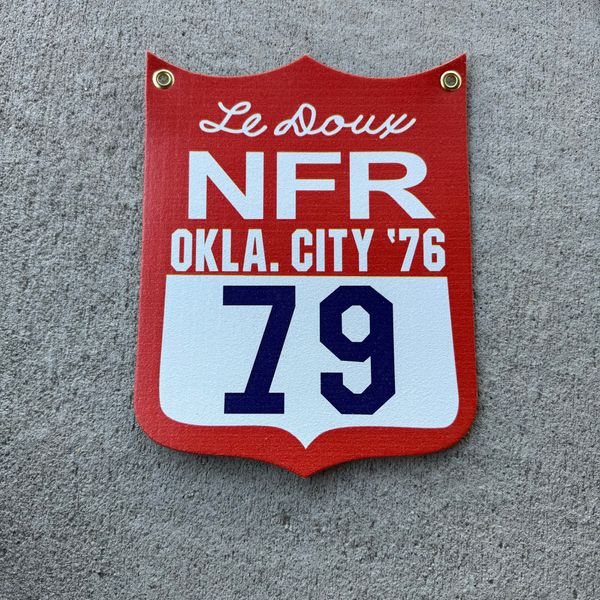 Le Doux
NFR
OKLA. CITY '76
79